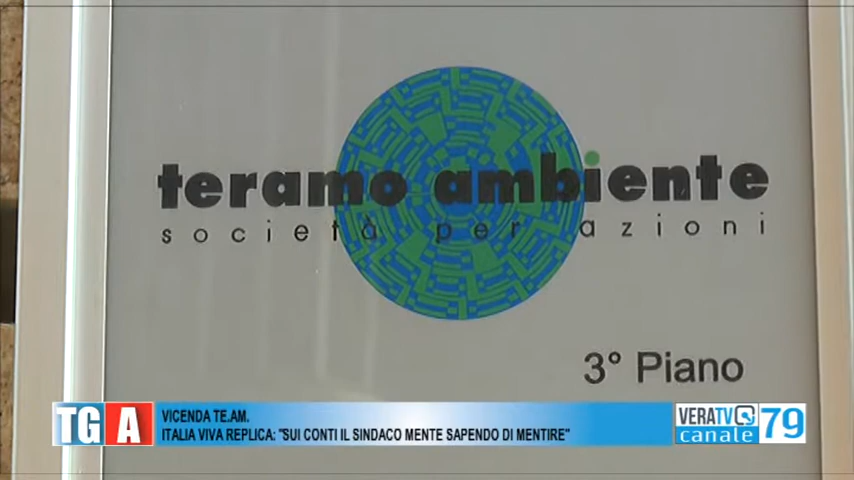 teramo ambiente
società per azioni
3° Piano
TGA
VICENDA TE.AM.
ITALIA VIVA REPLICA: "SUI CONTI IL SINDACO MENTE SAPENDO DI MENTIRE"
VERATV
canale 79